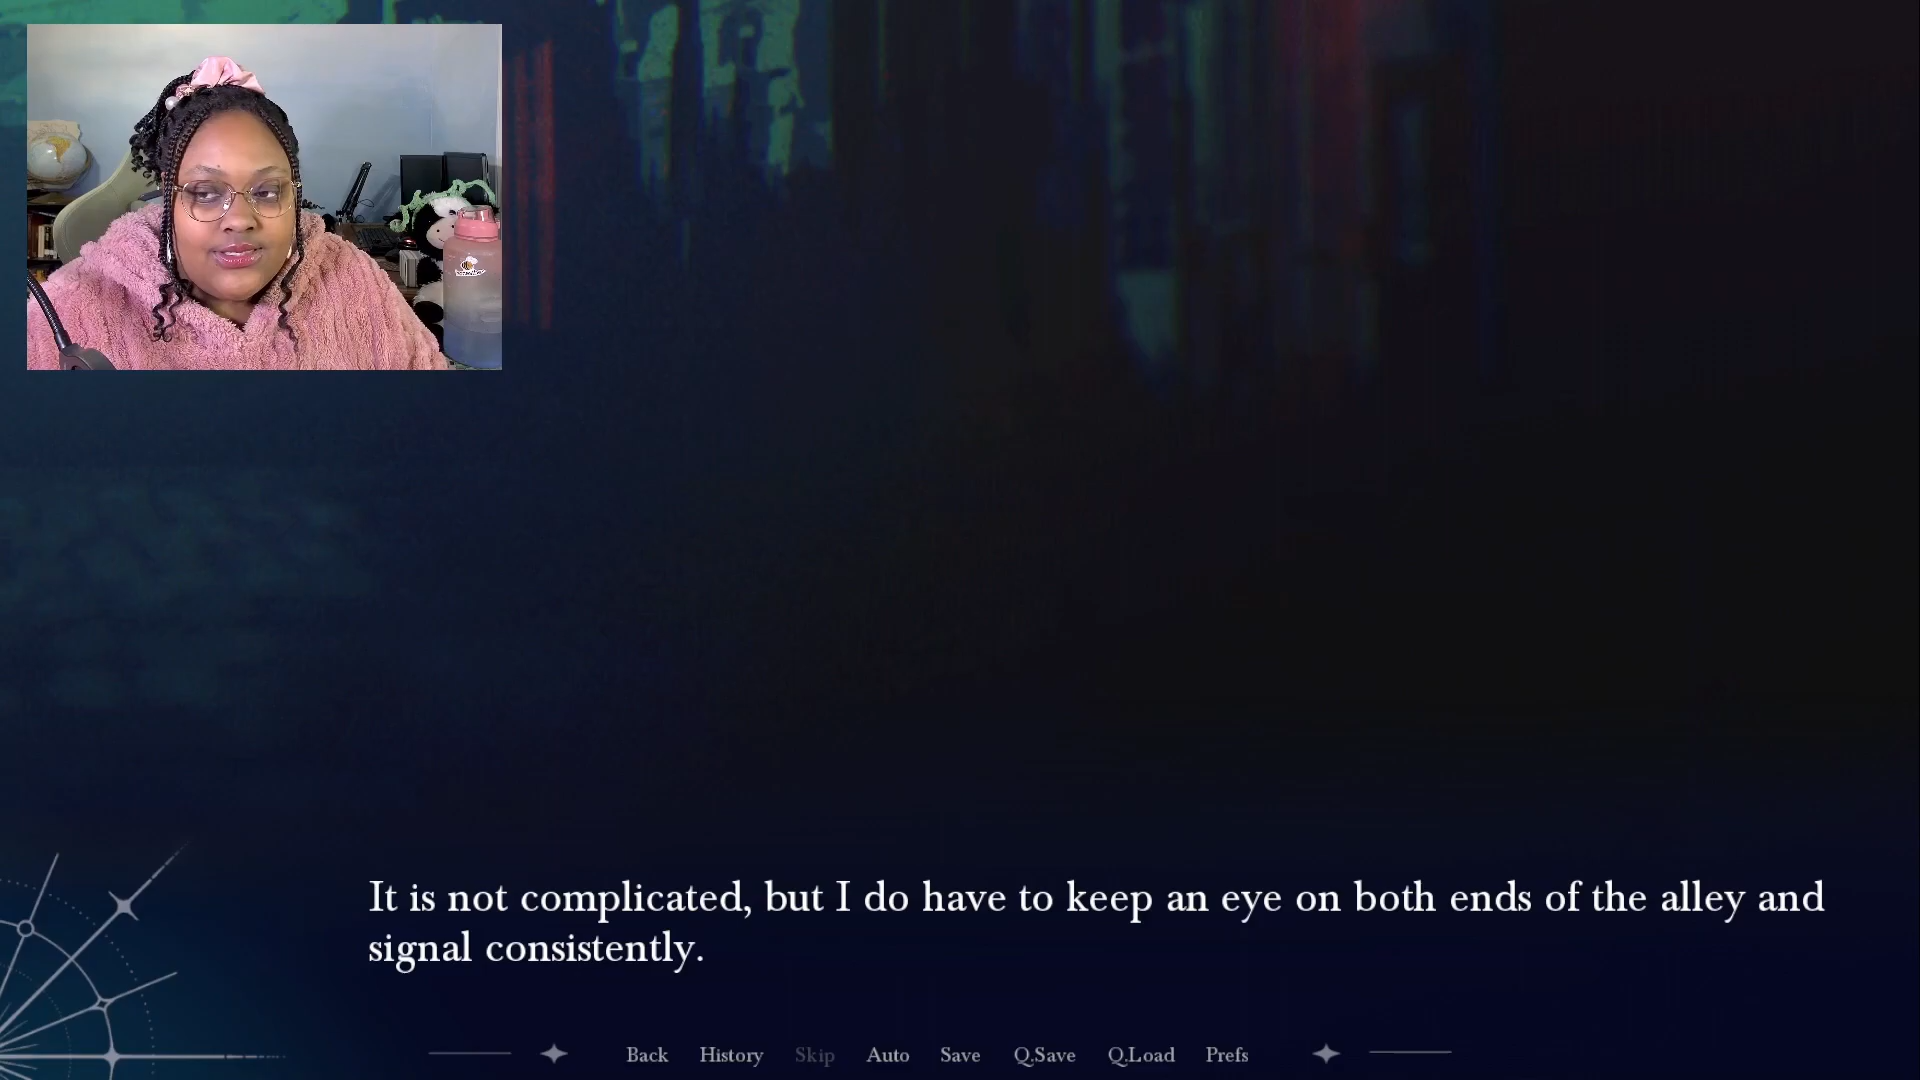 It is not complicated, but I do have to keep an eye on both ends of the alley and
signal consistently.
Back History Skip Auto Save Q.Save Q.Load Prefs